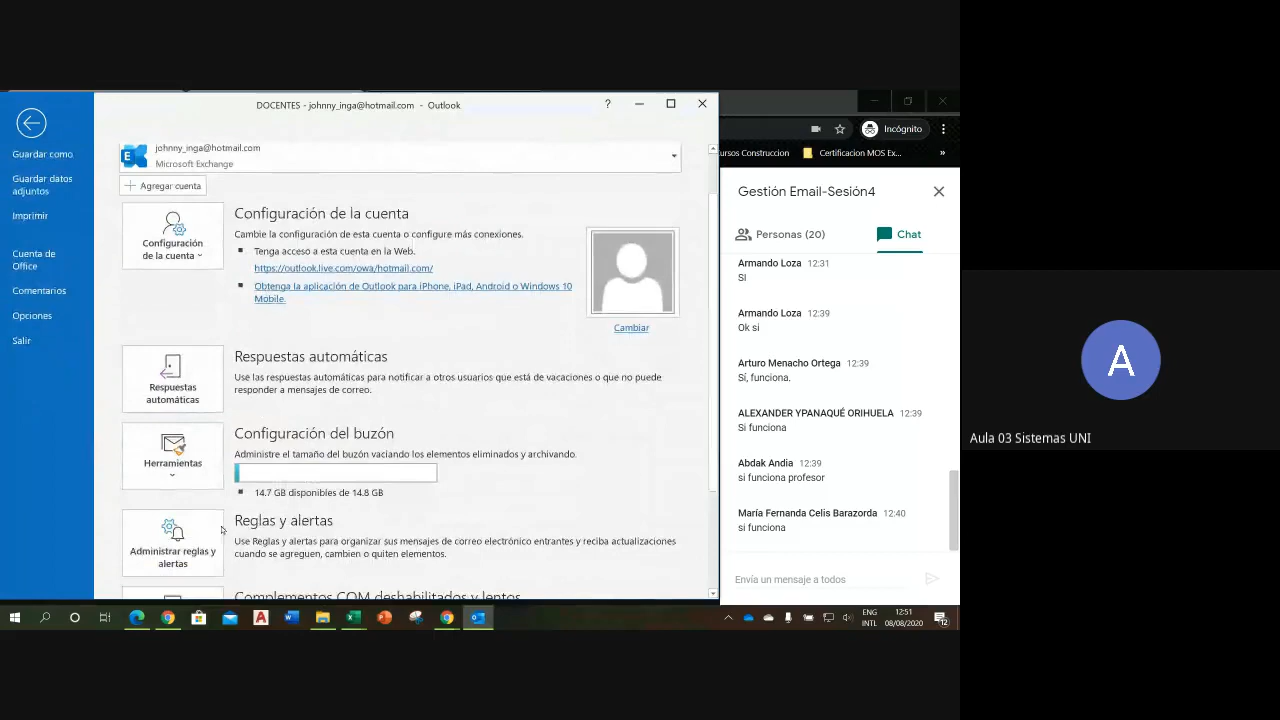 DOCENTES - johnny_inga@hotmail.com - Outlook
?
Guardar como
Guardar datos
adjuntos
Imprimir
Cuenta de
Office
Comentarios
Opciones
Salir
johnny_inga@hotmail.com
Microsoft Exchange
Agregar cuenta
Configuración
de la cuenta
Configuración de la cuenta
Cambie la configuración de esta cuenta o configure más conexiones.
Tenga acceso a esta cuenta en la Web.
https://outlook.live.com/owa/hotmail.com/
Obtenga la aplicación de Outlook para iPhone, iPad, Android o Windows 10
Mobile.
Cambiar
Respuestas
automáticas
Respuestas automáticas
Use las respuestas automáticas para notificar a otros usuarios que está de vacaciones o que no puede
responder a mensajes de correo.
Herramientas
Configuración del buzón
Administre el tamaño del buzón vaciando los elementos eliminados y archivando.
14.7 GB disponibles de 14.8 GB
Administrar reglas y
alertas
Reglas y alertas
Use Reglas y alertas para organizar sus mensajes de correo electrónico entrantes y reciba actualizaciones
cuando se agreguen, cambien o quiten elementos.
Complementos COM deshabilitados y lentos
Incógnito
ursos Construccion
Certificacion MOS Ex...
»
Gestión Email-Sesión4
Personas (20)
Chat
Armando Loza 12:31
SI
Armando Loza 12:39
Ok si
Arturo Menacho Ortega 12:39
Sí, funciona.
ALEXANDER YPANAQUÉ ORIHUELA 12:39
Si funciona
Abdak Andia 12:39
si funciona profesor
María Fernanda Celis Barazorda 12:40
si funciona
Envía un mensaje a todos
ENG
INTL
12:51
08/08/2020
12
A
Aula 03 Sistemas UNI